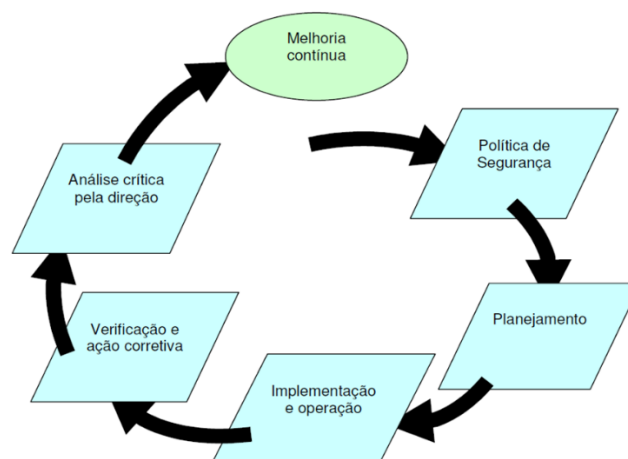 Melhoria
contínua
Política de
Segurança
Planejamento
Implementação
e operação
Verificação e
ação corretiva
Análise crítica
pela direção